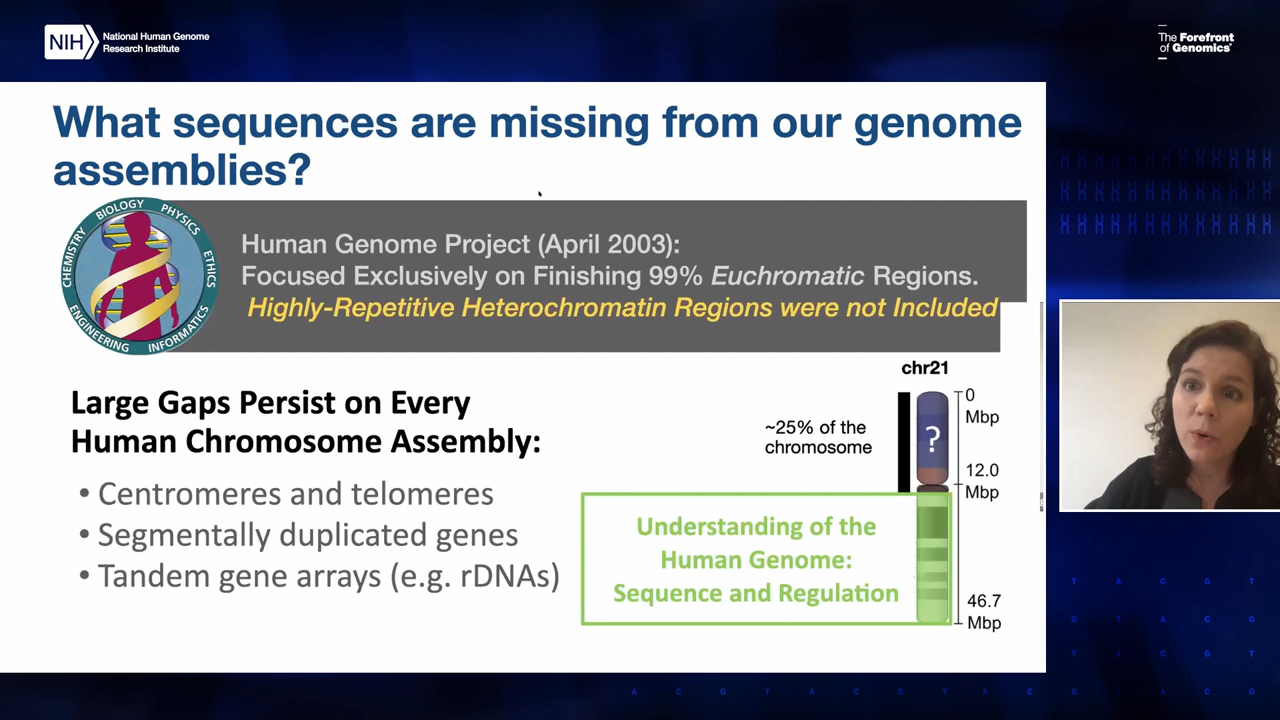 NIH
National Human Genome
Research Institute
The Forefront
of Genomics®
What sequences are missing from our genome
assemblies?
CHEMISTRY BIOLOGY PHYSICS ETHICS
ENGINEERING INFORMATICS
Human Genome Project (April 2003):
Focused Exclusively on Finishing 99% Euchromatic Regions.
Highly-Repetitive Heterochromatin Regions were not Included
Large Gaps Persist on Every
Human Chromosome Assembly:
• Centromeres and telomeres
• Segmentally duplicated genes
• Tandem gene arrays (e.g. rDNAs)
chr21
~25% of the
chromosome
?
0
Mbp
12.0
Mbp
46.7
Mbp
Understanding of the
Human Genome:
Sequence and Regulation
T A C G T
G T A C G
T A C G T
A C G T A C G T A C G T A C G